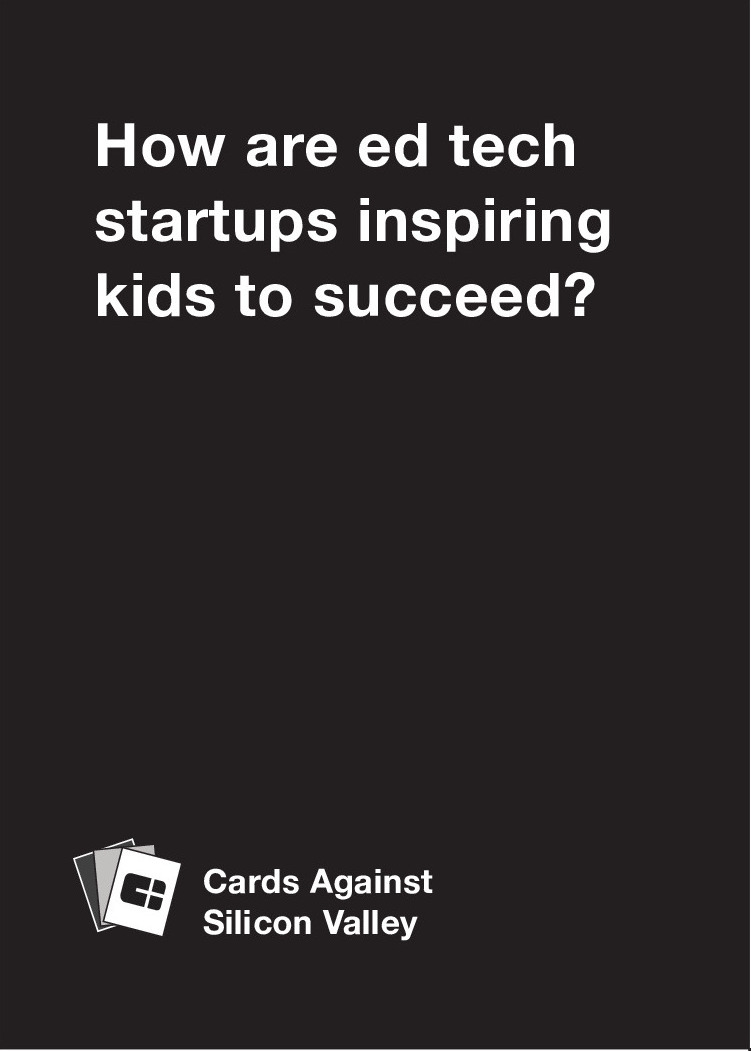 How are ed tech
startups inspiring
kids to succeed?
Cards Against
Silicon Valley